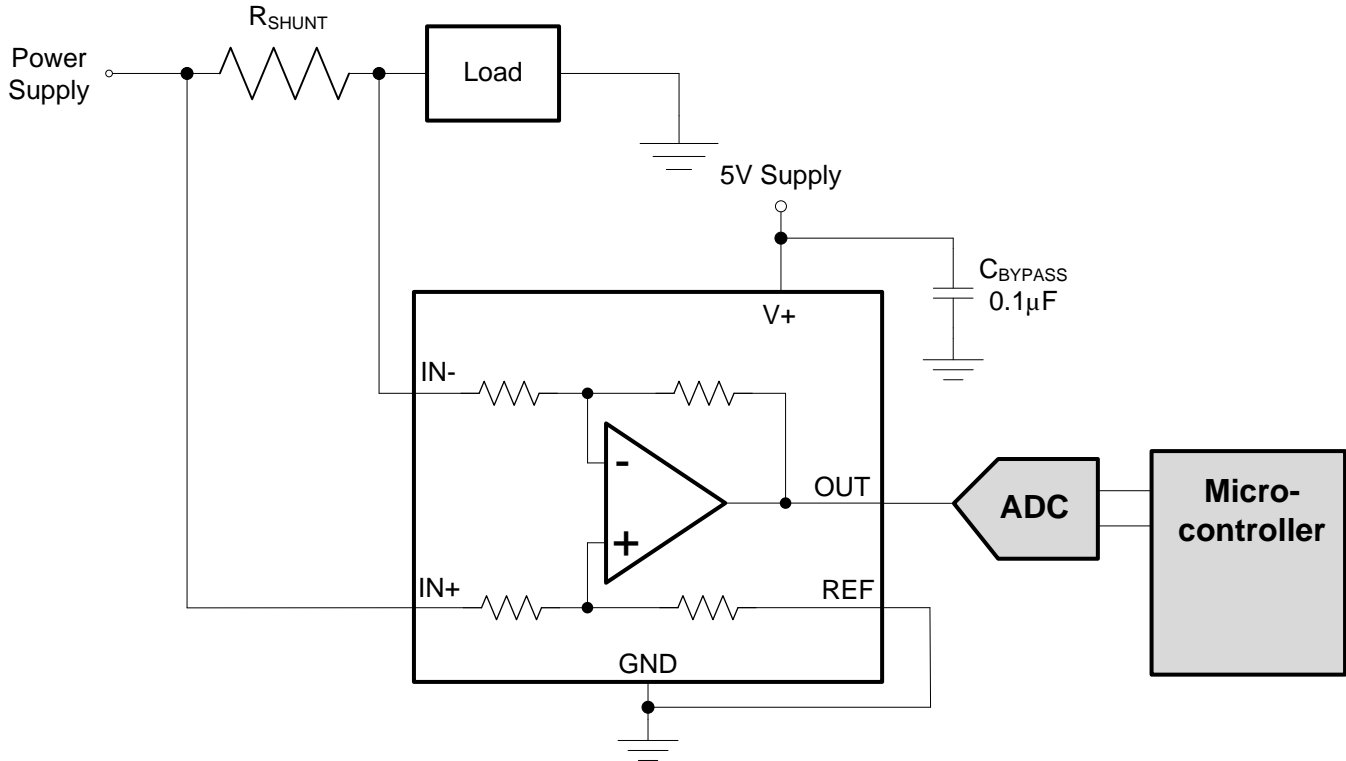 R_SHUNT
Power
Supply
Load
5V Supply
C_BYPASS
0.1μF
V+
IN-
-
+
OUT
ADC
Micro-
controller
IN+
REF
GND